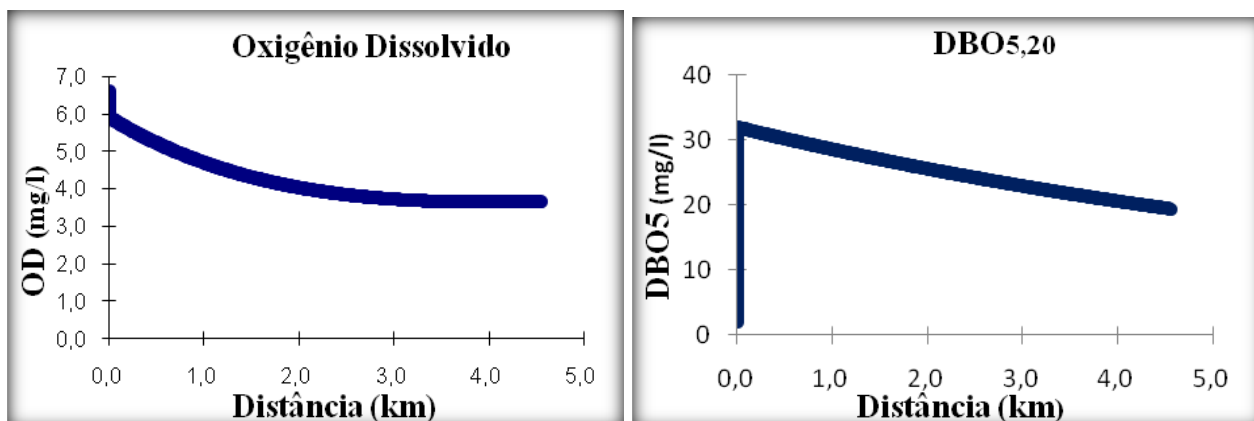 Oxigênio Dissolvido
OD (mg/l)
7,0
6,0
5,0
4,0
3,0
2,0
1,0
0,0
0,0 1,0 2,0 3,0 4,0 5,0
Distância (km)
DBO5,20
DBO5 (mg/l)
40
30
20
10
0
0,0 1,0 2,0 3,0 4,0 5,0
Distância (km)